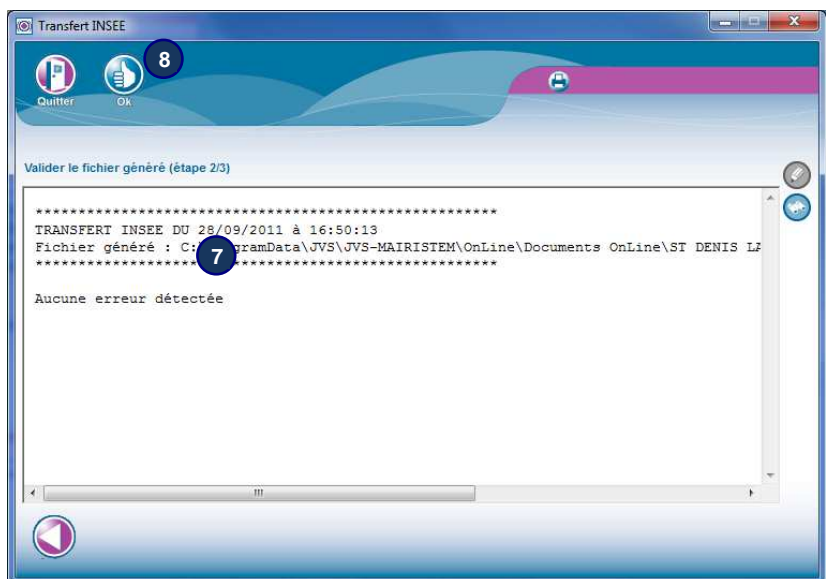 Transfert INSEE
8
Quitter
Ok
Valider le fichier généré (étape 2/3)
******************************************************
TRANSFERT INSEE DU 28/09/2011 à 16:50:13
Fichier généré : C: gramData\JVS\JVS-MAIRISTEM\OnLine\Documents OnLine\ST DENIS LA
7
******************************************************
Aucune erreur détectée